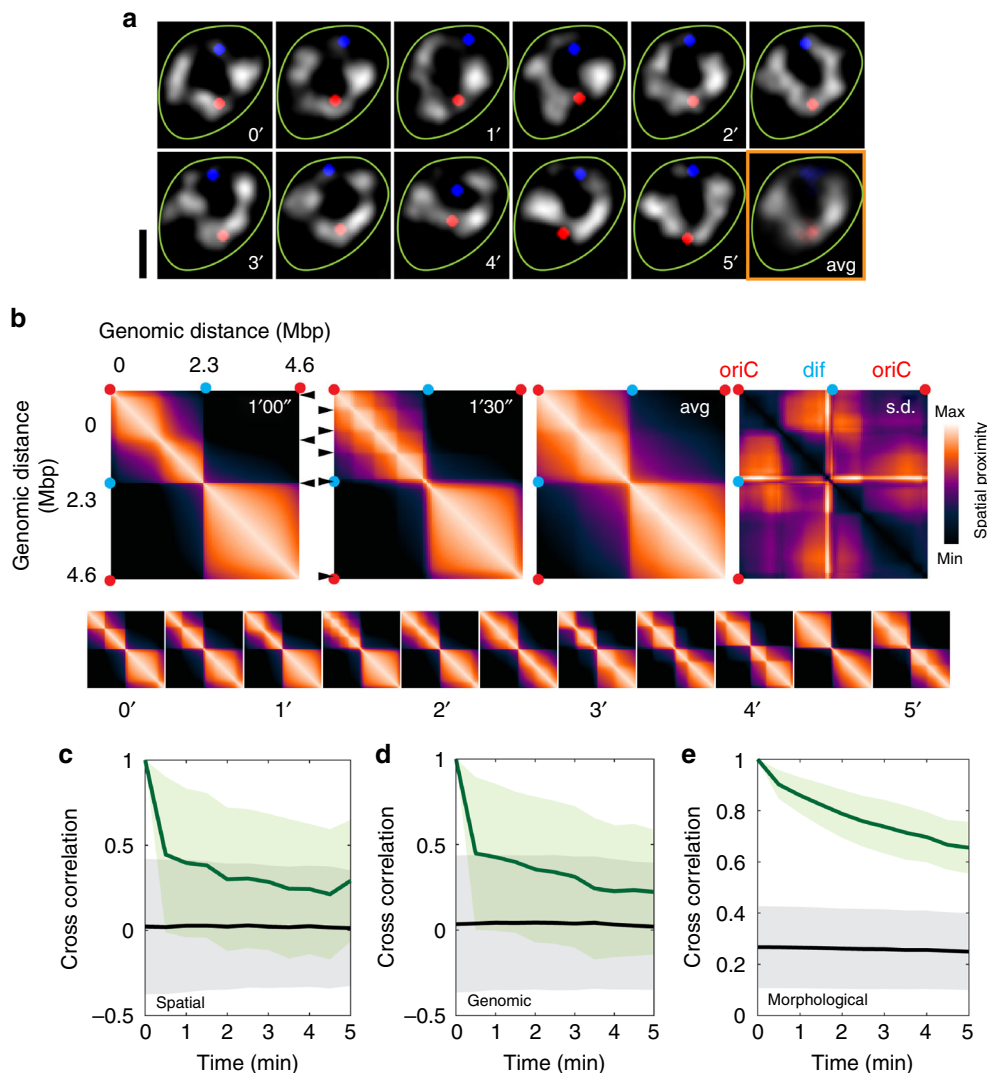 a
0′ 1′ 2′
3′ 4′ 5′ avg
b
Genomic distance (Mbp)
0 2.3 4.6
oriC dif oriC
1′00″ 1′30″ avg s.d.
Genomic distance
(Mbp)
0
2.3
4.6
Max
Spatial proximity
Min
0′ 1′ 2′ 3′ 4′ 5′
c
Cross correlation
1
0.5
0
–0.5
Spatial
0 1 2 3 4 5
Time (min)
d
Cross correlation
1
0.5
0
–0.5
Genomic
0 1 2 3 4 5
Time (min)
e
Cross correlation
1
0.8
0.6
0.4
0.2
0
Morphological
0 1 2 3 4 5
Time (min)